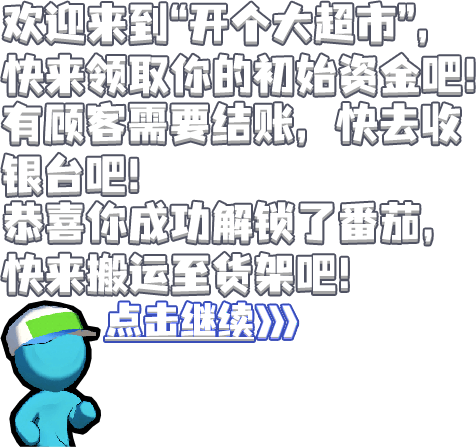 欢迎来到“开个大超市”,
快来领取你的初始资金吧!
有顾客需要结账,快去收
银台吧!
恭喜你成功解锁了番茄,
快来搬运至货架吧!
点击继续》》